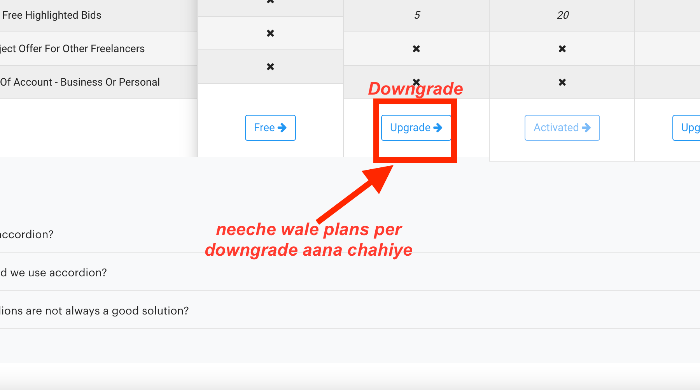 Free Highlighted Bids 5 20
ject Offer For Other Freelancers
Of Account - Business Or Personal
Downgrade
Free Upgrade Activated Upg
neeche wale plans per
downgrade aana chahiye
accordion?
d we use accordion?
lions are not always a good solution?